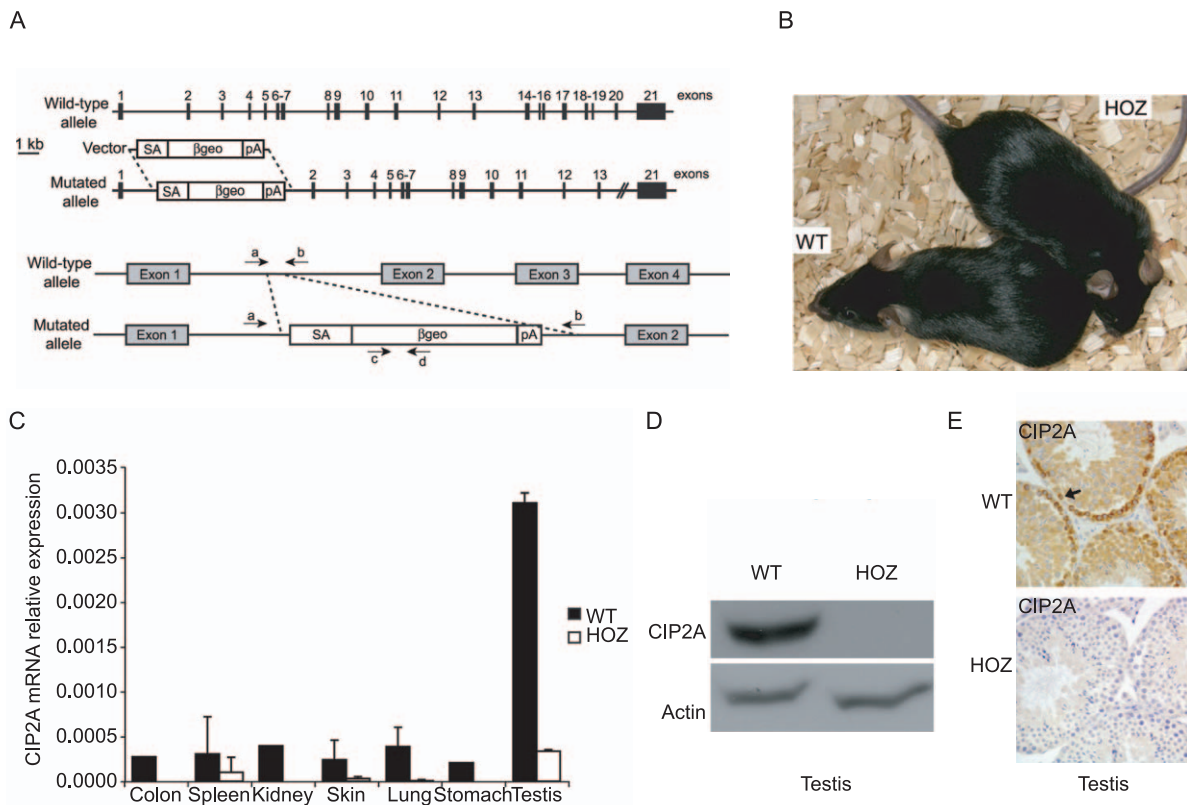 A
1 2 3 4 5 6-7 8 9 10 11 12 13 14-16 17 18-19 20 21 exons
Wild-type allele
1 kb
Vector SA βgeo pA
Mutated allele
1 SA βgeo pA 2 3 4 5 6-7 8 9 10 11 12 13 21 exons
a b
Wild-type allele Exon 1 Exon 2 Exon 3 Exon 4
a b
Mutated allele Exon 1 SA βgeo pA Exon 2
c d
B
HOZ
WT
C
CIP2A mRNA relative expression
0.0035
0.0030
0.0025
0.0020
0.0015
0.0010
0.0005
0.0000
Colon Spleen Kidney Skin Lung Stomach Testis
WT
HOZ
D
WT HOZ
CIP2A
Actin
Testis
E
CIP2A
WT
CIP2A
HOZ
Testis